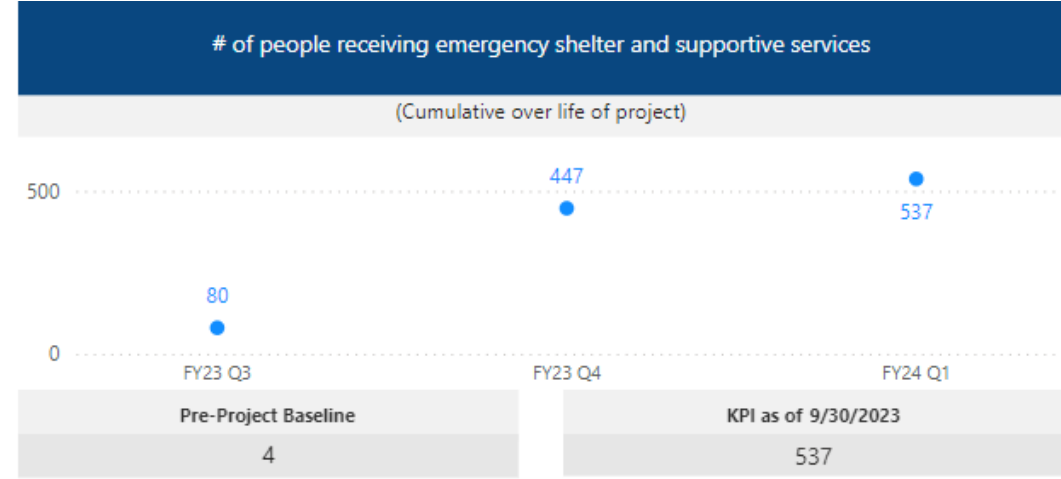 # of people receiving emergency shelter and supportive services
(Cumulative over life of project)
500
447
537
80
0
FY23 Q3 FY23 Q4 FY24 Q1
Pre-Project Baseline KPI as of 9/30/2023
4 537